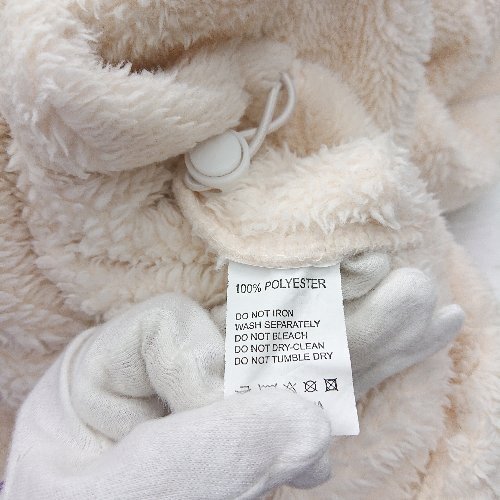 100% POLYESTER
DO NOT IRON
WASH SEPARATELY
DO NOT BLEACH
DO NOT DRY-CLEAN
DO NOT TUMBLE DRY